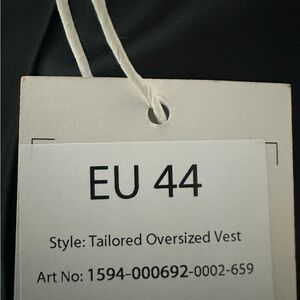 EU 44
Style: Tailored Oversized Vest
Art No: 1594-000692-0002-659